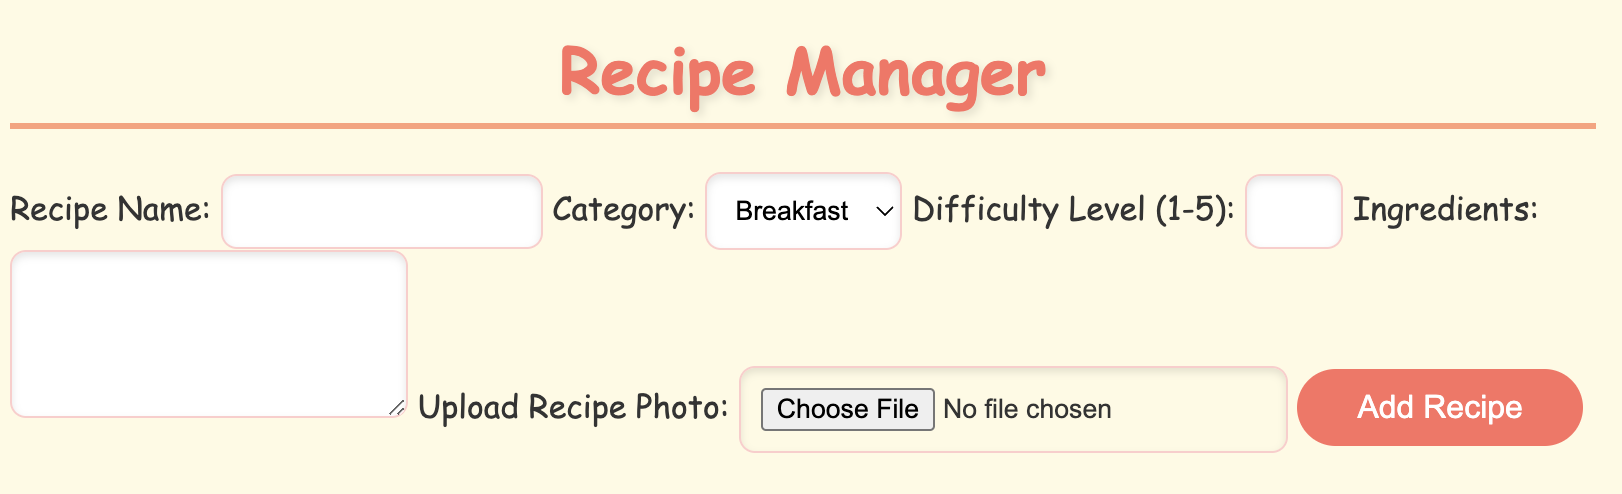 Recipe Manager
Recipe Name: Category: Breakfast Difficulty Level (1-5): Ingredients:
Upload Recipe Photo: Choose File No file chosen Add Recipe